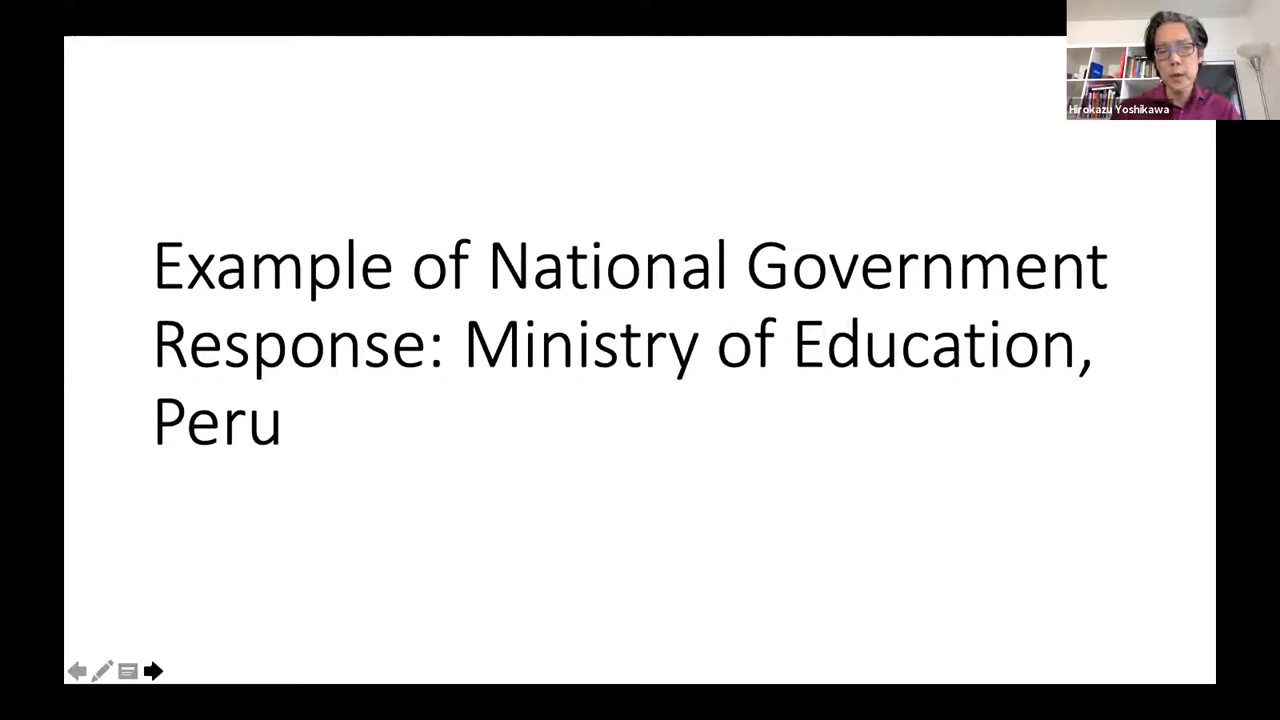 Hirokazu Yoshikawa
Example of National Government
Response: Ministry of Education,
Peru